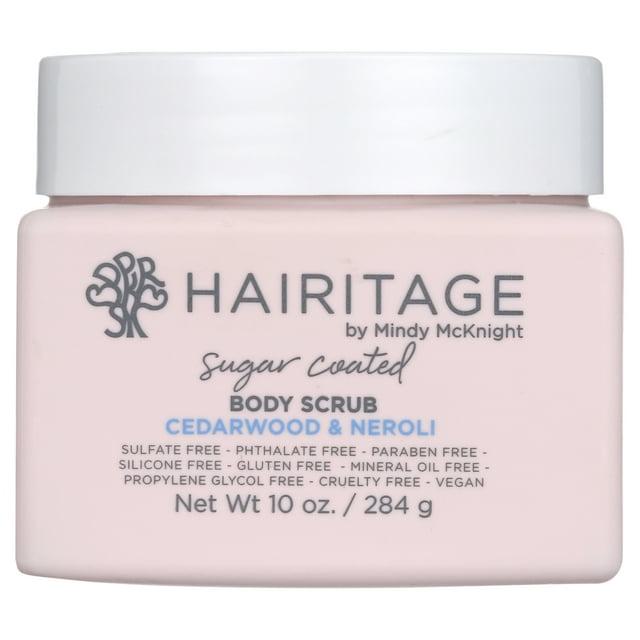 HAIRITAGE
by Mindy McKnight
sugar coated
BODY SCRUB
CEDARWOOD & NEROLI
SULFATE FREE - PHTHALATE FREE - PARABEN FREE -
SILICONE FREE - GLUTEN FREE - MINERAL OIL FREE -
PROPYLENE GLYCOL FREE - CRUELTY FREE - VEGAN
Net Wt 10 oz. / 284 g